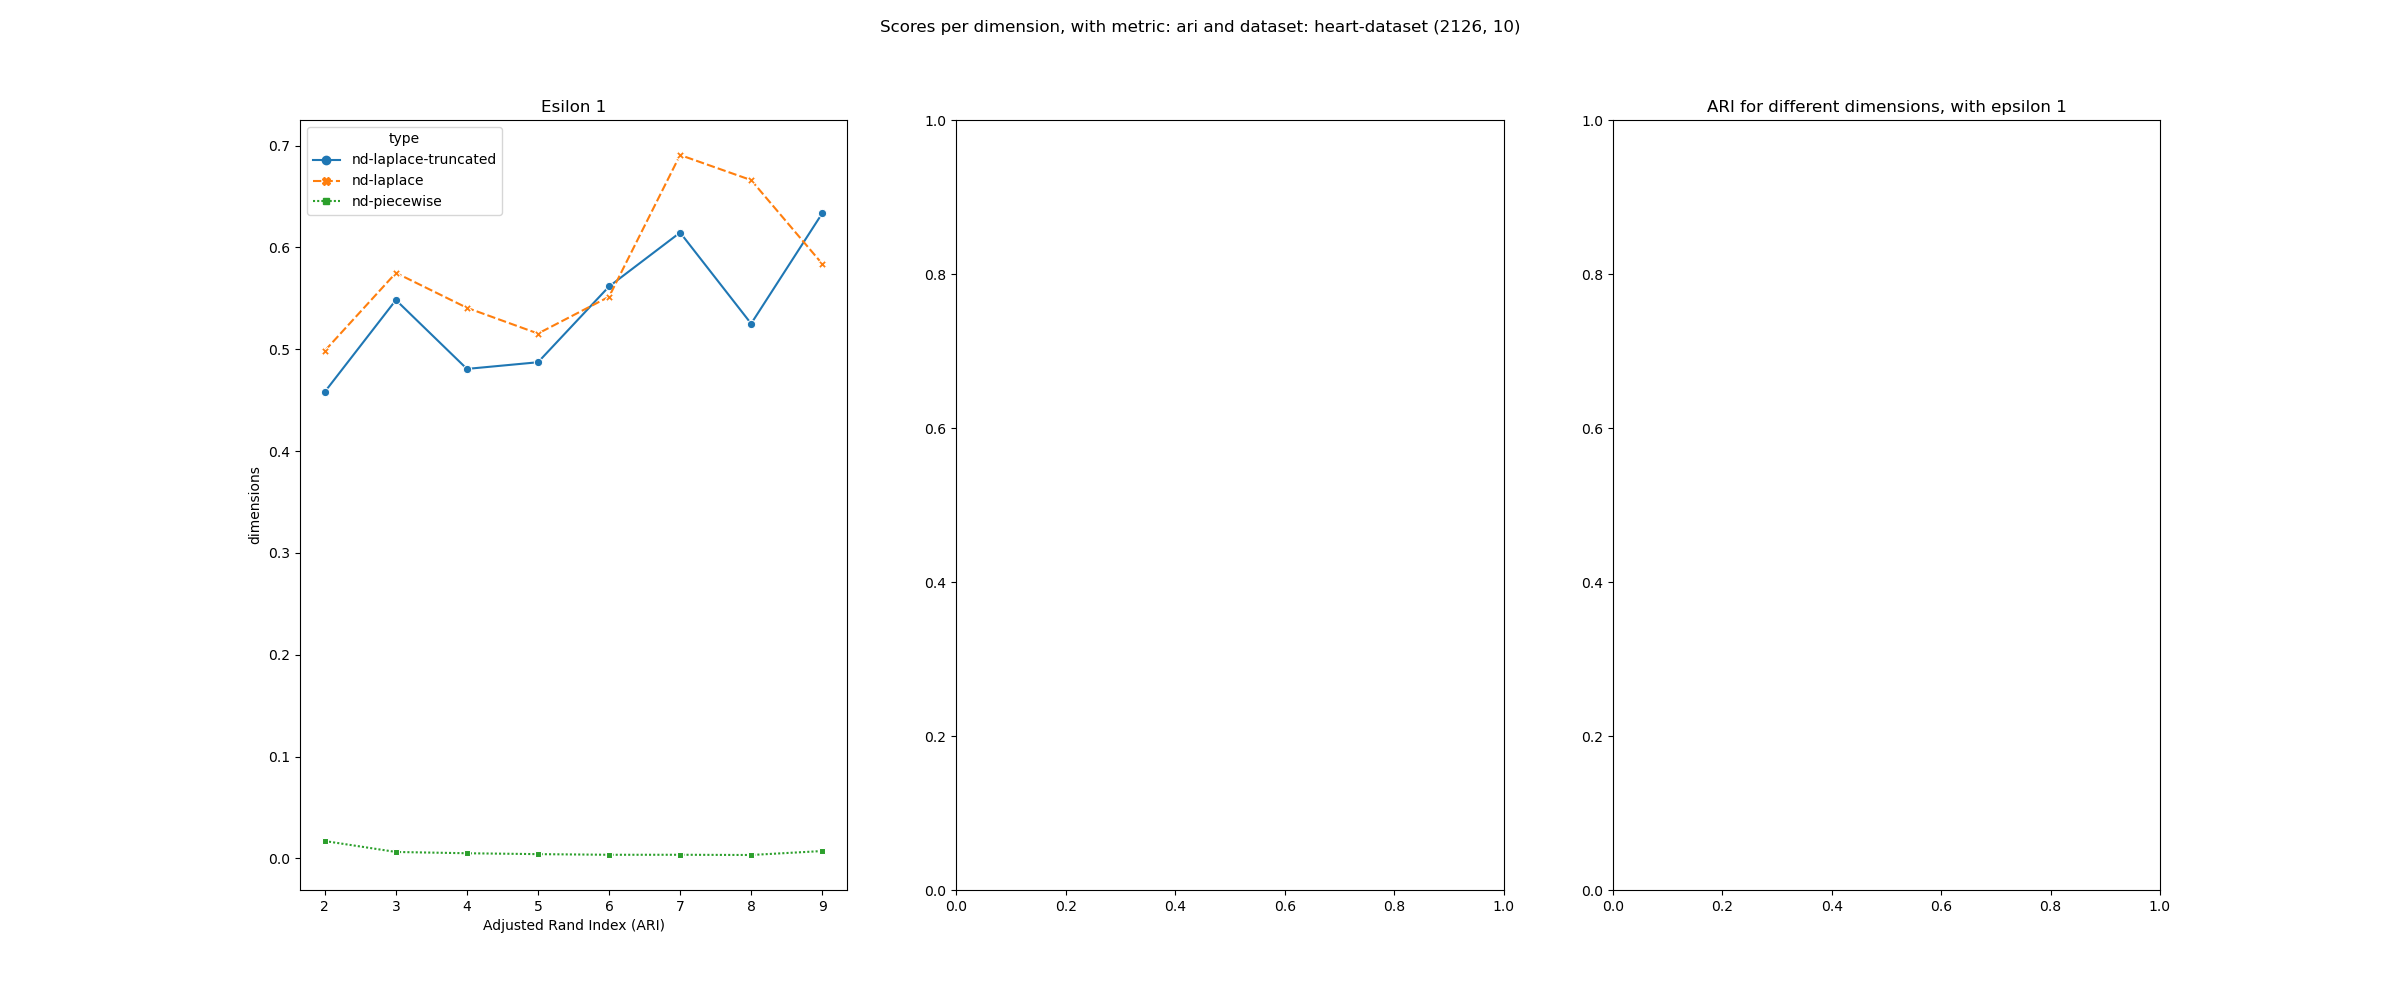 Scores per dimension, with metric: ari and dataset: heart-dataset (2126, 10)
Esilon 1
type
nd-laplace-truncated
nd-laplace
nd-piecewise
0.7
0.6
0.5
0.4
0.3
0.2
0.1
0.0
dimensions
2 3 4 5 6 7 8 9
Adjusted Rand Index (ARI)
1.0
0.8
0.6
0.4
0.2
0.0
0.0 0.2 0.4 0.6 0.8 1.0
ARI for different dimensions, with epsilon 1
1.0
0.8
0.6
0.4
0.2
0.0
0.0 0.2 0.4 0.6 0.8 1.0